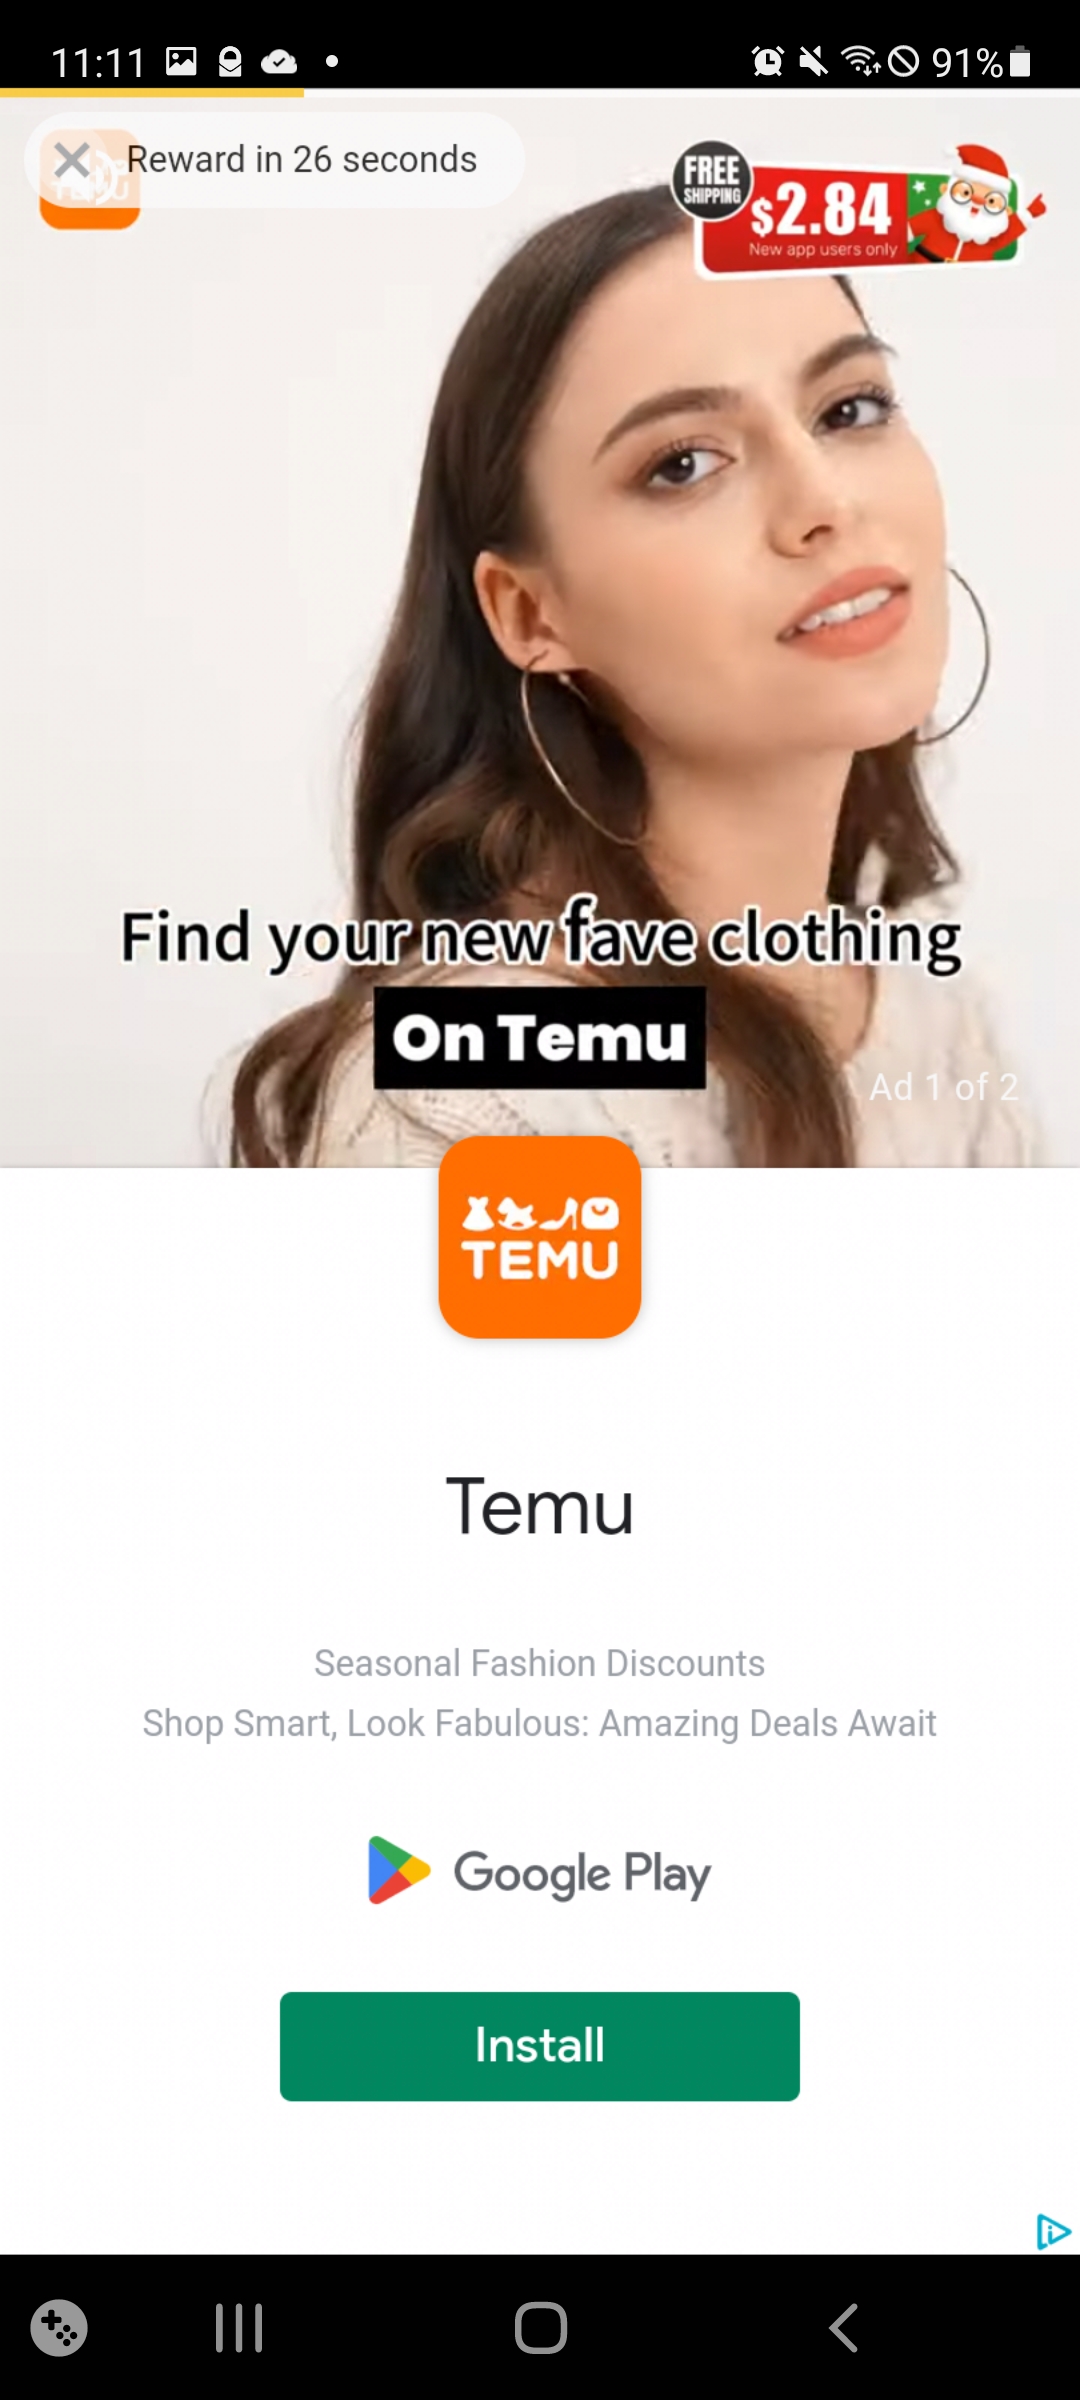 11:11
91%
Reward in 26 seconds
FREE
SHIPPING
$2.84
New app users only
Find your new fave clothing
On Temu
Ad 1 of 2
TEMU
Temu
Seasonal Fashion Discounts
Shop Smart, Look Fabulous: Amazing Deals Await
Google Play
Install